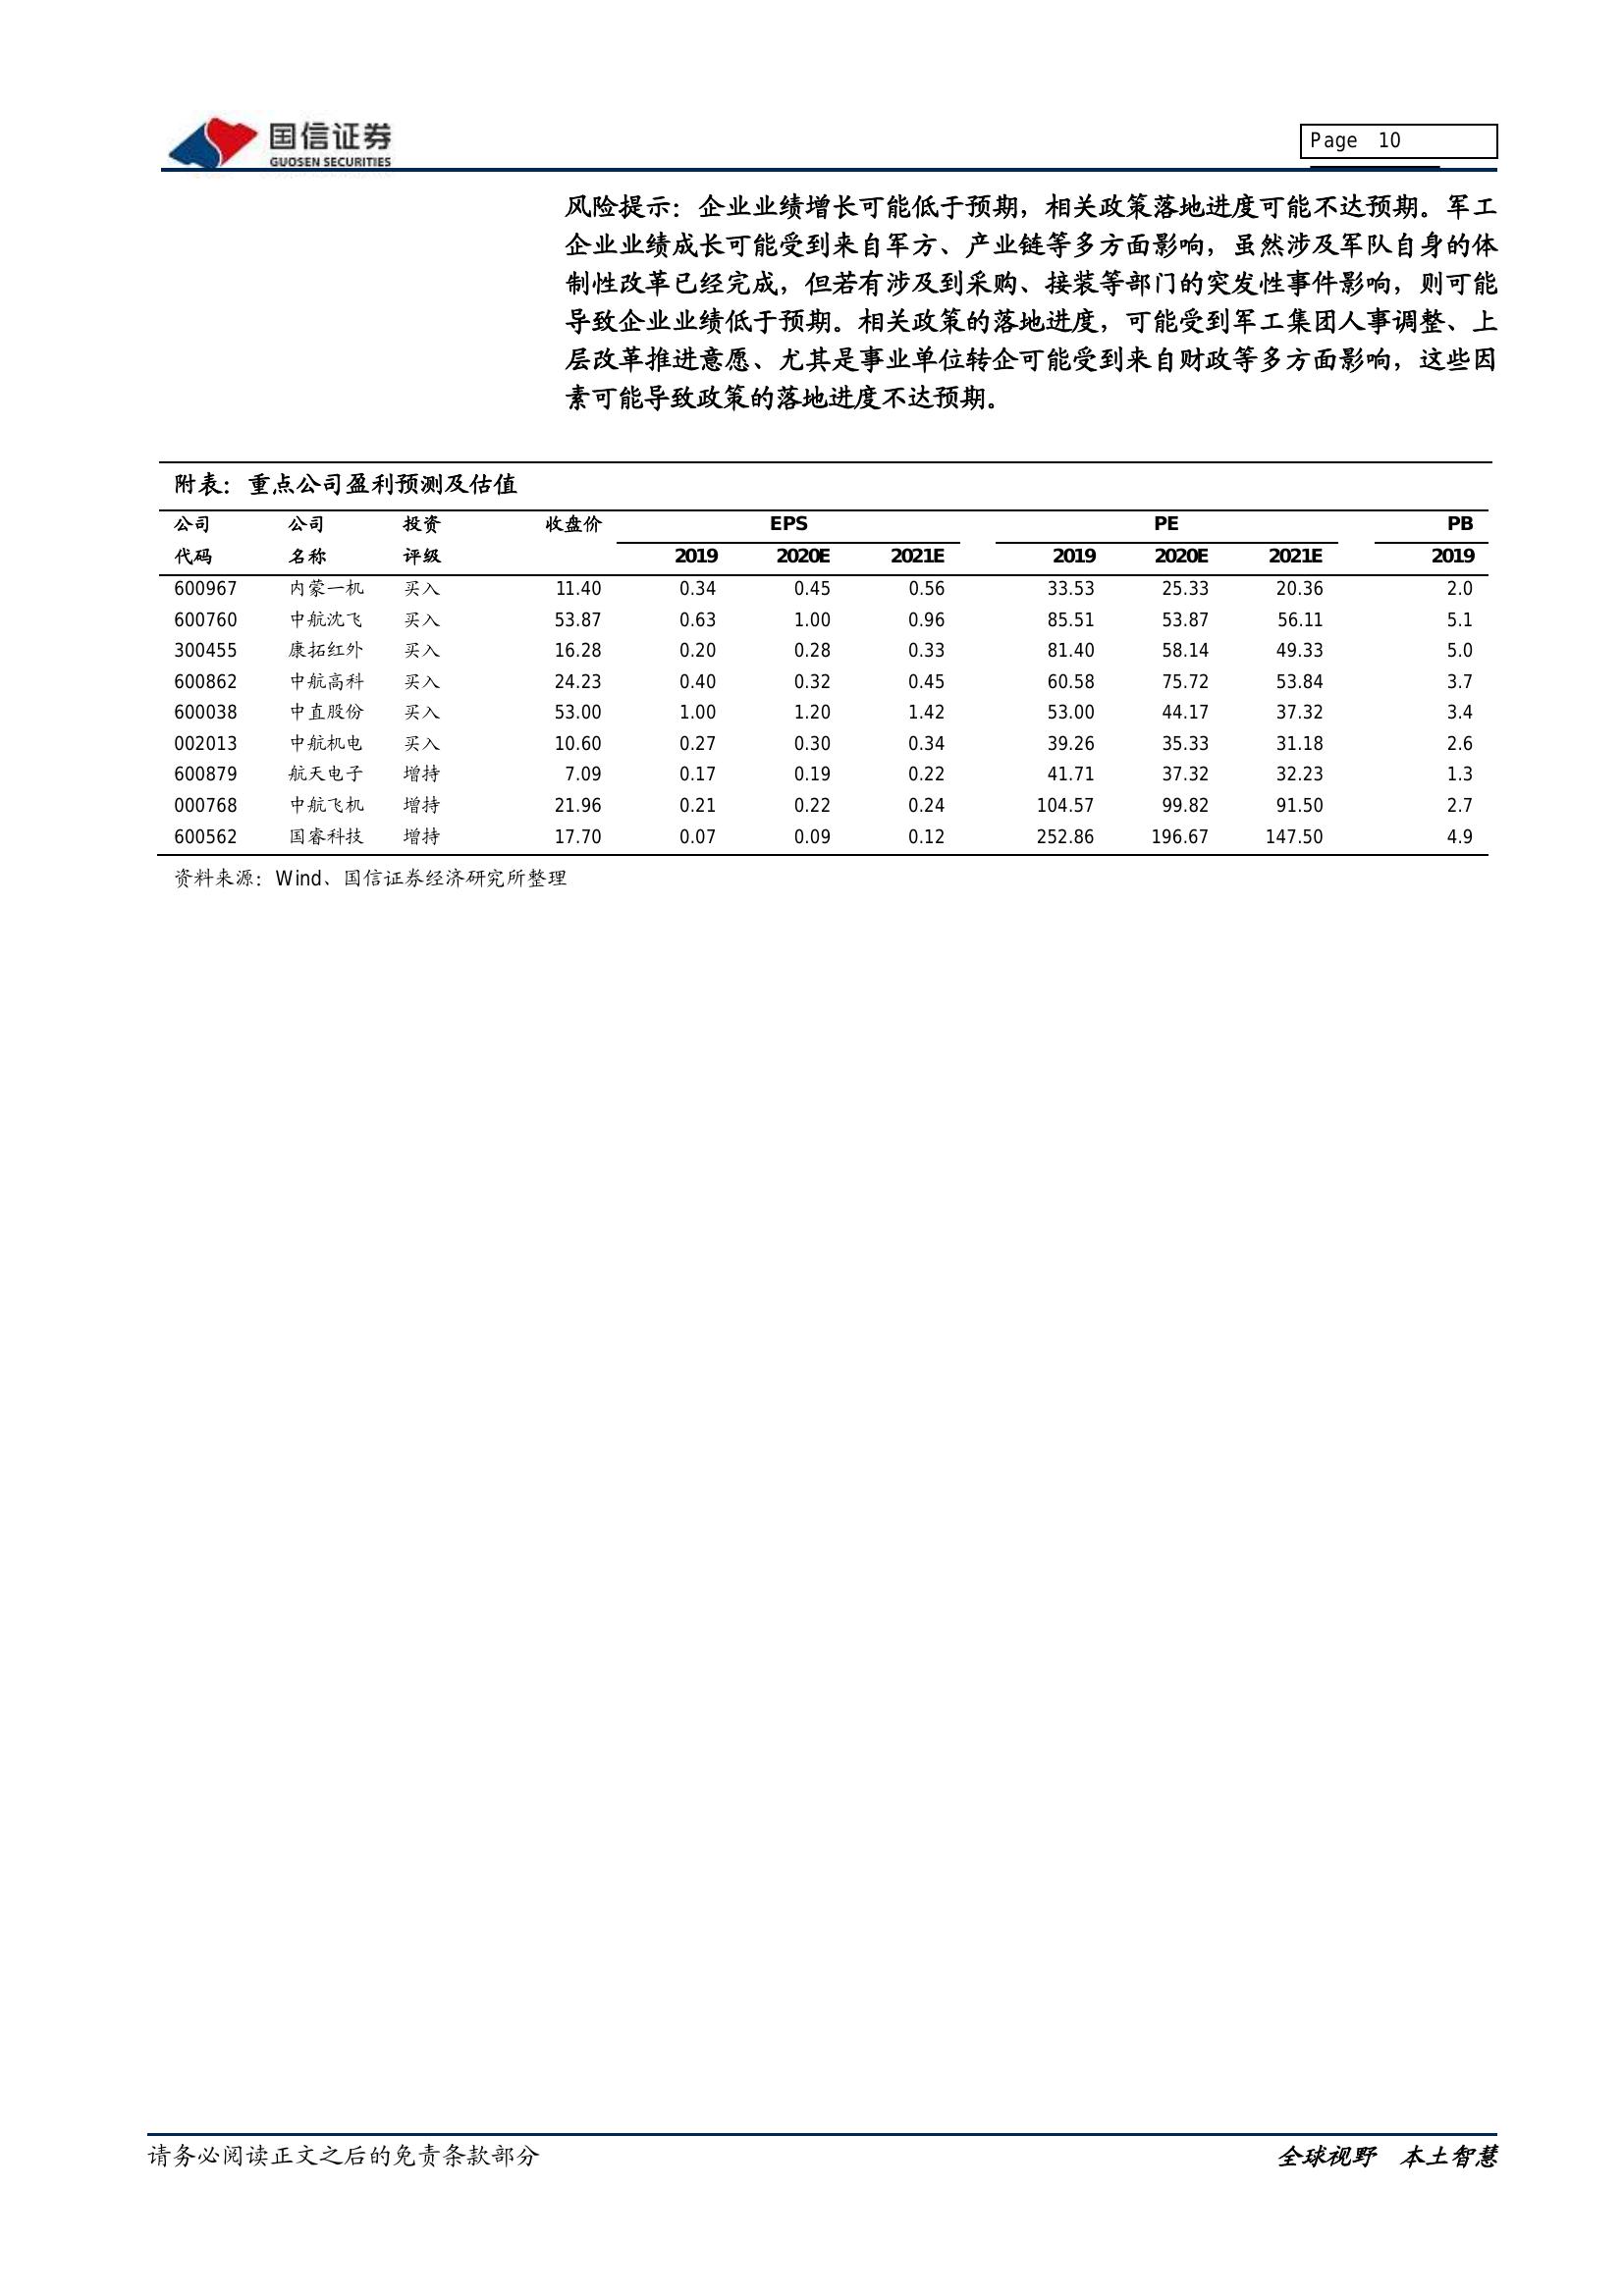 国信证券
GUOSEN SECURITIES
Page 10
风险提示：企业业绩增长可能低于预期，相关政策落地进度可能不达预期。军工
企业业绩成长可能受到来自军方、产业链等多方面影响，虽然涉及军队自身的体
制性改革已经完成，但若有涉及到采购、接装等部门的突发性事件影响，则可能
导致企业业绩低于预期。相关政策的落地进度，可能受到军工集团人事调整、上
层改革推进意愿、尤其是事业单位转企可能受到来自财政等多方面影响，这些因
素可能导致政策的落地进度不达预期。
附表：重点公司盈利预测及估值
公司 公司 投资 收盘价 EPS PE PB
代码 名称 评级 2019 2020E 2021E 2019 2020E 2021E 2019
600967 内蒙一机 买入 11.40 0.34 0.45 0.56 33.53 25.33 20.36 2.0
600760 中航沈飞 买入 53.87 0.63 1.00 0.96 85.51 53.87 56.11 5.1
300455 康拓红外 买入 16.28 0.20 0.28 0.33 81.40 58.14 49.33 5.0
600862 中航高科 买入 24.23 0.40 0.32 0.45 60.58 75.72 53.84 3.7
600038 中直股份 买入 53.00 1.00 1.20 1.42 53.00 44.17 37.32 3.4
002013 中航机电 买入 10.60 0.27 0.30 0.34 39.26 35.33 31.18 2.6
600879 航天电子 增持 7.09 0.17 0.19 0.22 41.71 37.32 32.23 1.3
000768 中航飞机 增持 21.96 0.21 0.22 0.24 104.57 99.82 91.50 2.7
600562 国睿科技 增持 17.70 0.07 0.09 0.12 252.86 196.67 147.50 4.9
资料来源：Wind、国信证券经济研究所整理
请务必阅读正文之后的免责条款部分
全球视野 本土智慧